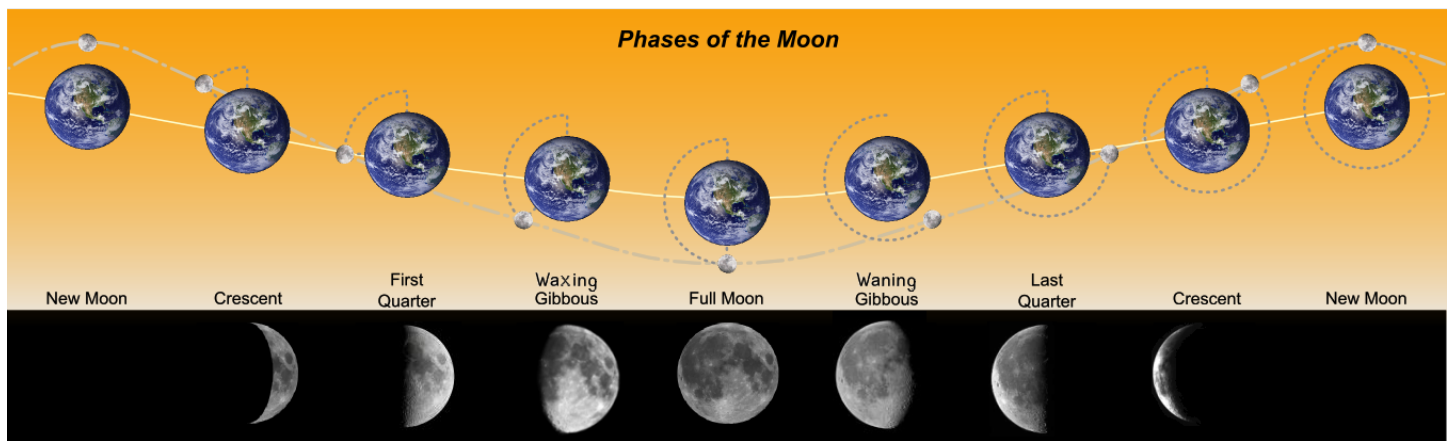 Phases of the Moon
New Moon
Crescent
First
Quarter
Waxing
Gibbous
Full Moon
Waning
Gibbous
Last
Quarter
Crescent
New Moon